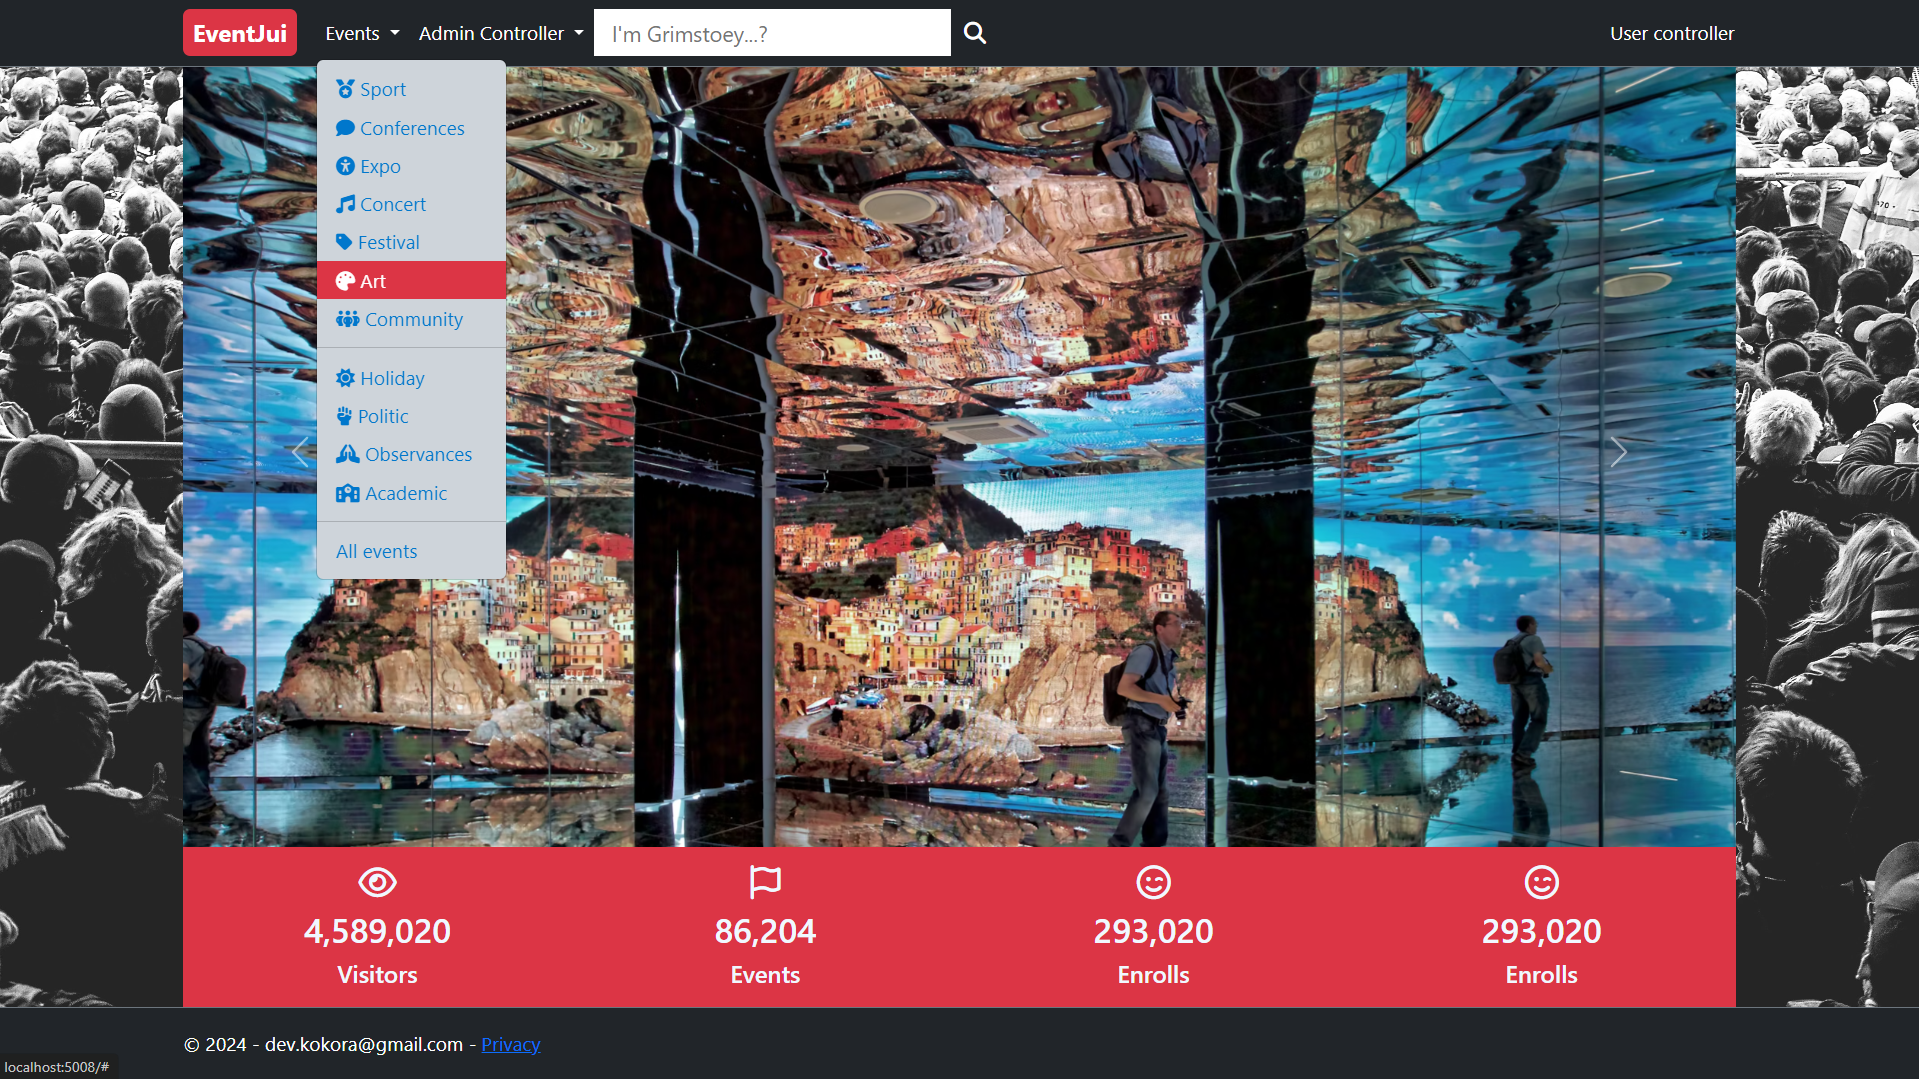 EventJui Events Admin Controller I'm Grimstoey...? User controller
Sport
Conferences
Expo
Concert
Festival
Art
Community
Holiday
Politic
Observances
Academic
All events
4,589,020 86,204 293,020 293,020
Visitors Events Enrolls Enrolls
© 2024 - dev.kokora@gmail.com - Privacy
localhost:5008/#